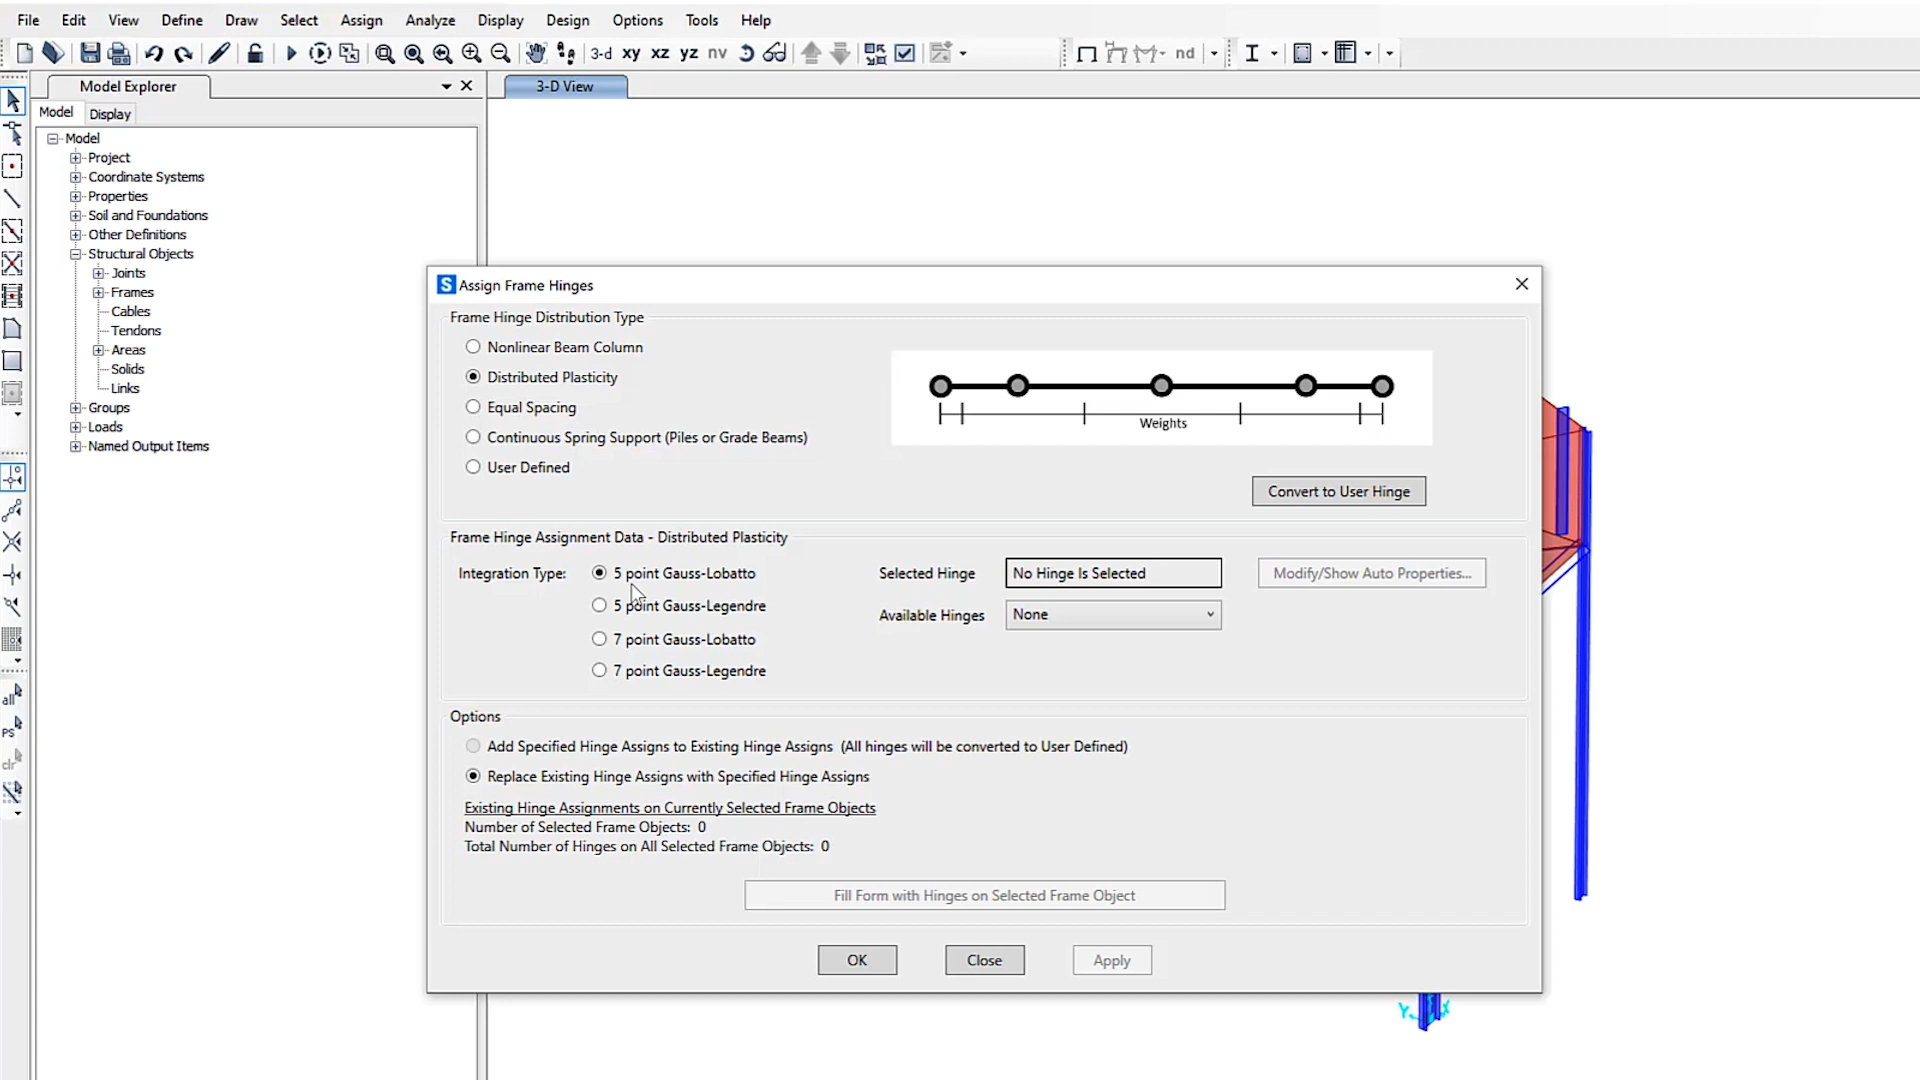 File Edit View Define Draw Select Assign Analyze Display Design Options Tools Help
3-d xy xz yz nv nd
Model Explorer
3-D View
Model Display
Model
Project
Coordinate Systems
Properties
Soil and Foundations
Other Definitions
Structural Objects
Joints
Frames
Cables
Tendons
Areas
Solids
Links
Groups
Loads
Named Output Items
all
PS
clr
S Assign Frame Hinges
Frame Hinge Distribution Type
Nonlinear Beam Column
Distributed Plasticity
Equal Spacing
Continuous Spring Support (Piles or Grade Beams)
User Defined
Weights
Convert to User Hinge
Frame Hinge Assignment Data - Distributed Plasticity
Integration Type: 5 point Gauss-Lobatto
5 point Gauss-Legendre
7 point Gauss-Lobatto
7 point Gauss-Legendre
Selected Hinge No Hinge Is Selected Modify/Show Auto Properties...
Available Hinges None
Options
Add Specified Hinge Assigns to Existing Hinge Assigns (All hinges will be converted to User Defined)
Replace Existing Hinge Assigns with Specified Hinge Assigns
Existing Hinge Assignments on Currently Selected Frame Objects
Number of Selected Frame Objects: 0
Total Number of Hinges on All Selected Frame Objects: 0
Fill Form with Hinges on Selected Frame Object
OK Close Apply
Y X